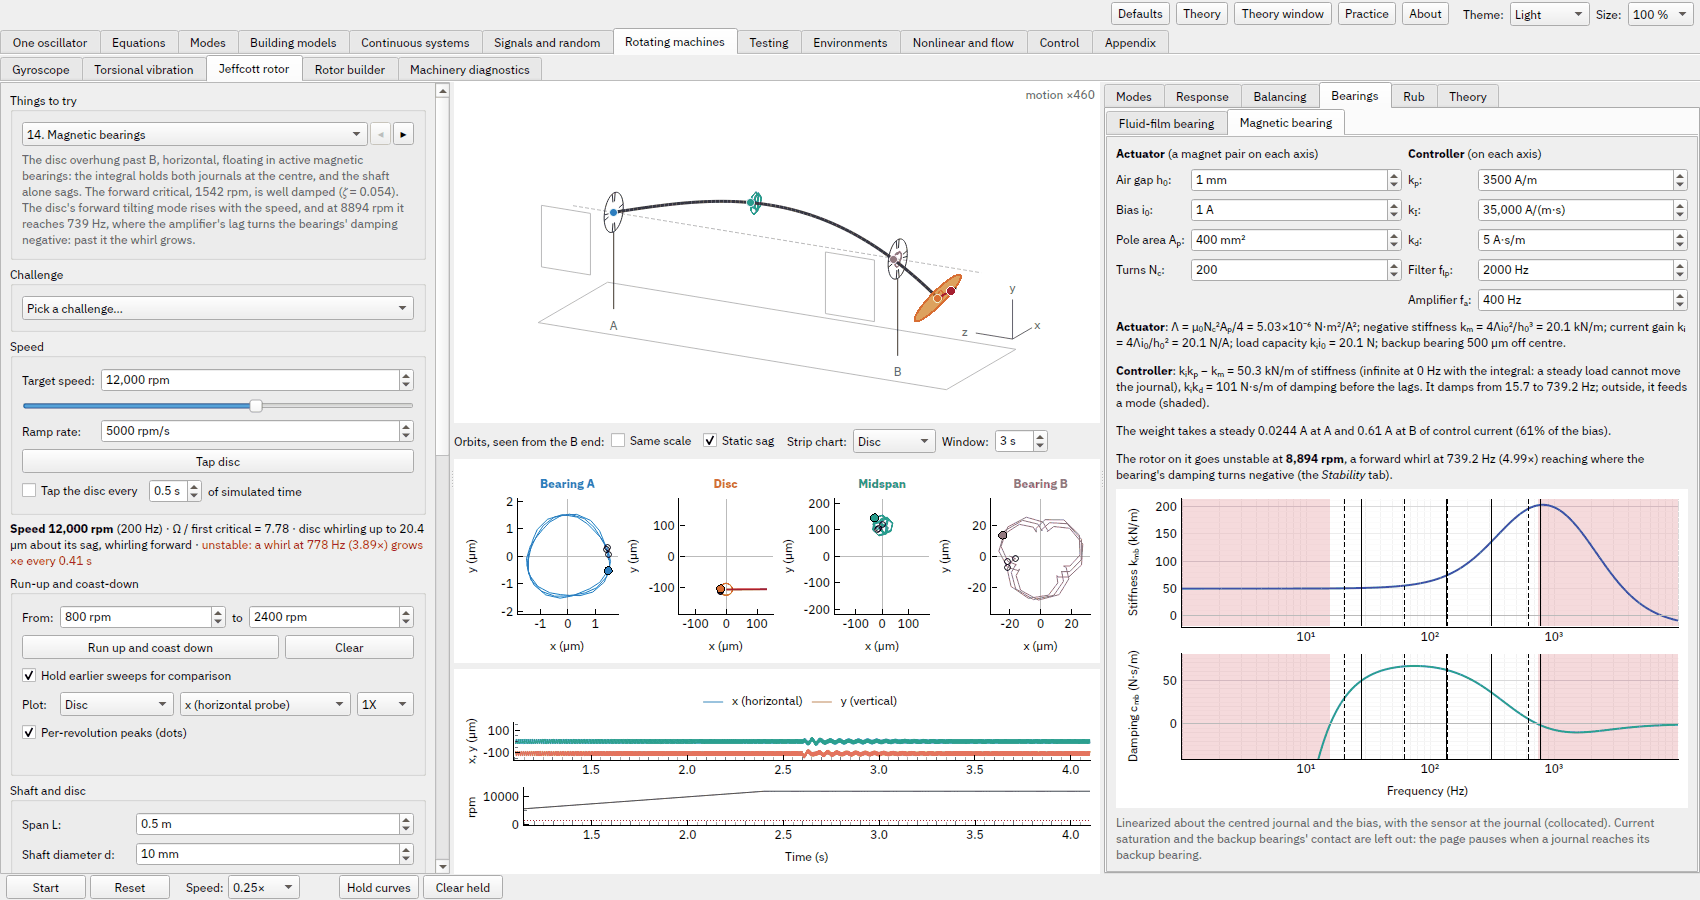 Defaults Theory Theory window Practice About Theme: Light Size: 100 %
One oscillator Equations Modes Building models Continuous systems Signals and random Rotating machines Testing Environments Nonlinear and flow Control Appendix
Gyroscope Torsional vibration Jeffcott rotor Rotor builder Machinery diagnostics
Things to try
14. Magnetic bearings
The disc overhung past B, horizontal, floating in active magnetic
bearings: the integral holds both journals at the centre, and the shaft
alone sags. The forward critical, 1542 rpm, is well damped (ζ = 0.054).
The disc's forward tilting mode rises with the speed, and at 8894 rpm it
reaches 739 Hz, where the amplifier's lag turns the bearings' damping
negative: past it the whirl grows.
Challenge
Pick a challenge...
Speed
Target speed: 12,000 rpm
Ramp rate: 5000 rpm/s
Tap disc
Tap the disc every 0.5 s of simulated time
Speed 12,000 rpm (200 Hz) · Ω / first critical = 7.78 · disc whirling up to 20.4
µm about its sag, whirling forward · unstable: a whirl at 778 Hz (3.89×) grows
×e every 0.41 s
Run-up and coast-down
From: 800 rpm to 2400 rpm
Run up and coast down Clear
Hold earlier sweeps for comparison
Plot: Disc x (horizontal probe) 1X
Per-revolution peaks (dots)
Shaft and disc
Span L: 0.5 m
Shaft diameter d: 10 mm
Start Reset Speed: 0.25× Hold curves Clear held
motion ×460
A
B
y
z
x
Orbits, seen from the B end: Same scale Static sag Strip chart: Disc Window: 3 s
Bearing A Disc Midspan Bearing B
y (µm) 2 1 0 -1 -2
-1 0 1
x (µm)
y (µm) 100 0 -100
-100 0 100
x (µm)
y (µm) 200 100 0 -100 -200
-100 0 100
x (µm)
y (µm) 20 0 -20
-20 0 20
x (µm)
x (horizontal) y (vertical)
x, y (µm) 100 -100
1.5 2.0 2.5 3.0 3.5 4.0
rpm 10000 0
1.5 2.0 2.5 3.0 3.5 4.0
Time (s)
Modes Response Balancing Bearings Rub Theory
Fluid-film bearing Magnetic bearing
Actuator (a magnet pair on each axis) Controller (on each axis)
Air gap h₀: 1 mm kₚ: 3500 A/m
Bias i₀: 1 A k_I: 35,000 A/(m·s)
Pole area Aₚ: 400 mm² k_d: 5 A·s/m
Turns N_c: 200 Filter f_lp: 2000 Hz
Amplifier fₐ: 400 Hz
Actuator: Λ = µ₀N_c²Aₚ/4 = 5.03×10⁻⁶ N·m²/A²; negative stiffness kₘ = 4Λi₀²/h₀³ = 20.1 kN/m; current gain kᵢ
= 4Λi₀/h₀² = 20.1 N/A; load capacity kᵢi₀ = 20.1 N; backup bearing 500 µm off centre.
Controller: kᵢkₚ − kₘ = 50.3 kN/m of stiffness (infinite at 0 Hz with the integral: a steady load cannot move
the journal), kᵢk_d = 101 N·s/m of damping before the lags. It damps from 15.7 to 739.2 Hz; outside, it feeds
a mode (shaded).
The weight takes a steady 0.0244 A at A and 0.61 A at B of control current (61% of the bias).
The rotor on it goes unstable at 8,894 rpm, a forward whirl at 739.2 Hz (4.99×) reaching where the
bearing's damping turns negative (the Stability tab).
Stiffness k_mb (kN/m) 200 150 100 50 0
10¹ 10² 10³
Damping c_mb (N·s/m) 50 0
10¹ 10² 10³
Frequency (Hz)
Linearized about the centred journal and the bias, with the sensor at the journal (collocated). Current
saturation and the backup bearings' contact are left out: the page pauses when a journal reaches its
backup bearing.